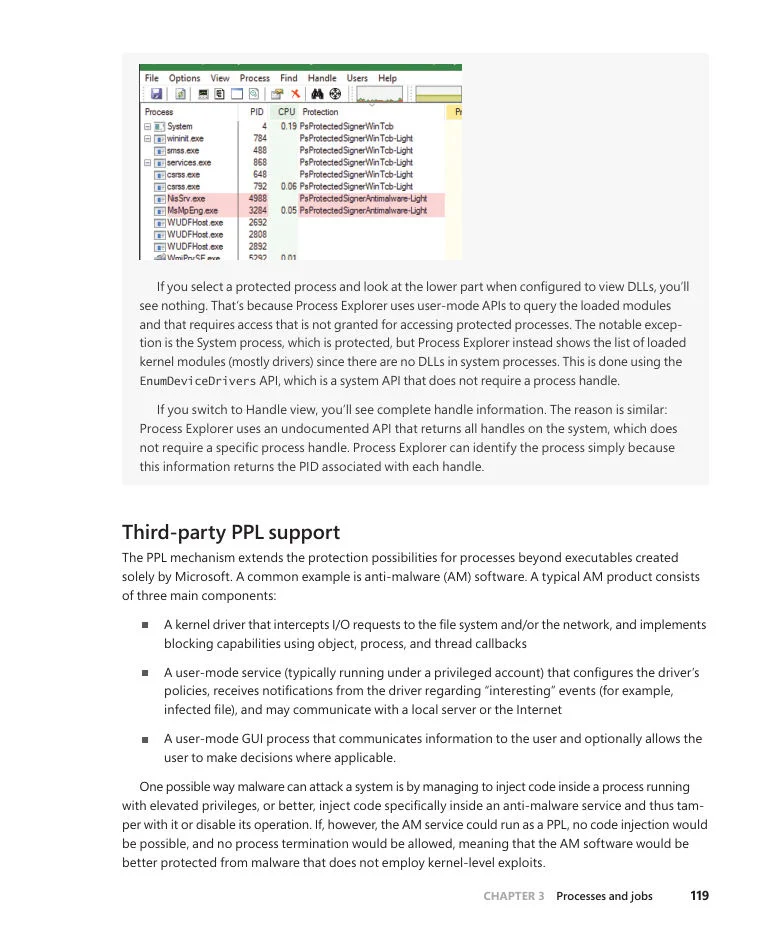 File Options View Process Find Handle Users Help
Process PID CPU Protection Pr
System 4 0.19 PsProtectedSignerWinTcb
wininit.exe 784 PsProtectedSignerWinTcb-Light
smss.exe 488 PsProtectedSignerWinTcb-Light
services.exe 868 PsProtectedSignerWinTcb-Light
csrss.exe 648 PsProtectedSignerWinTcb-Light
csrss.exe 792 0.06 PsProtectedSignerWinTcb-Light
NisSrv.exe 4988 PsProtectedSignerAntimalware-Light
MsMpEng.exe 3284 0.05 PsProtectedSignerAntimalware-Light
WUDFHost.exe 2692
WUDFHost.exe 2808
WUDFHost.exe 2892
WmiPrvSE.exe 5292 0.01
If you select a protected process and look at the lower part when configured to view DLLs, you’ll
see nothing. That’s because Process Explorer uses user-mode APIs to query the loaded modules
and that requires access that is not granted for accessing protected processes. The notable excep-
tion is the System process, which is protected, but Process Explorer instead shows the list of loaded
kernel modules (mostly drivers) since there are no DLLs in system processes. This is done using the
EnumDeviceDrivers API, which is a system API that does not require a process handle.
If you switch to Handle view, you’ll see complete handle information. The reason is similar:
Process Explorer uses an undocumented API that returns all handles on the system, which does
not require a specific process handle. Process Explorer can identify the process simply because
this information returns the PID associated with each handle.
Third-party PPL support
The PPL mechanism extends the protection possibilities for processes beyond executables created
solely by Microsoft. A common example is anti-malware (AM) software. A typical AM product consists
of three main components:
■ A kernel driver that intercepts I/O requests to the file system and/or the network, and implements
blocking capabilities using object, process, and thread callbacks
■ A user-mode service (typically running under a privileged account) that configures the driver’s
policies, receives notifications from the driver regarding “interesting” events (for example,
infected file), and may communicate with a local server or the Internet
■ A user-mode GUI process that communicates information to the user and optionally allows the
user to make decisions where applicable.
One possible way malware can attack a system is by managing to inject code inside a process running
with elevated privileges, or better, inject code specifically inside an anti-malware service and thus tam-
per with it or disable its operation. If, however, the AM service could run as a PPL, no code injection would
be possible, and no process termination would be allowed, meaning that the AM software would be
better protected from malware that does not employ kernel-level exploits.
CHAPTER 3 Processes and jobs 119